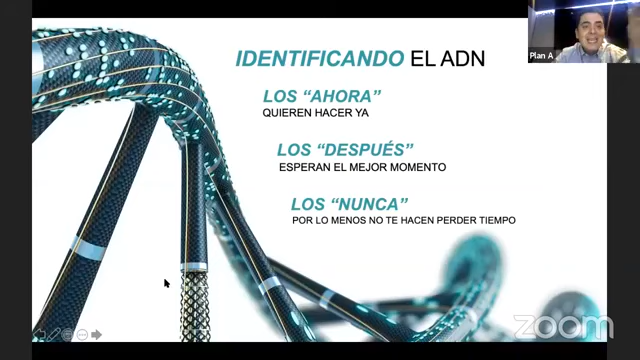 IDENTIFICANDO EL ADN
Plan A
LOS “AHORA”
QUIEREN HACER YA
LOS “DESPUÉS”
ESPERAN EL MEJOR MOMENTO
LOS “NUNCA”
POR LO MENOS NO TE HACEN PERDER TIEMPO
zoom